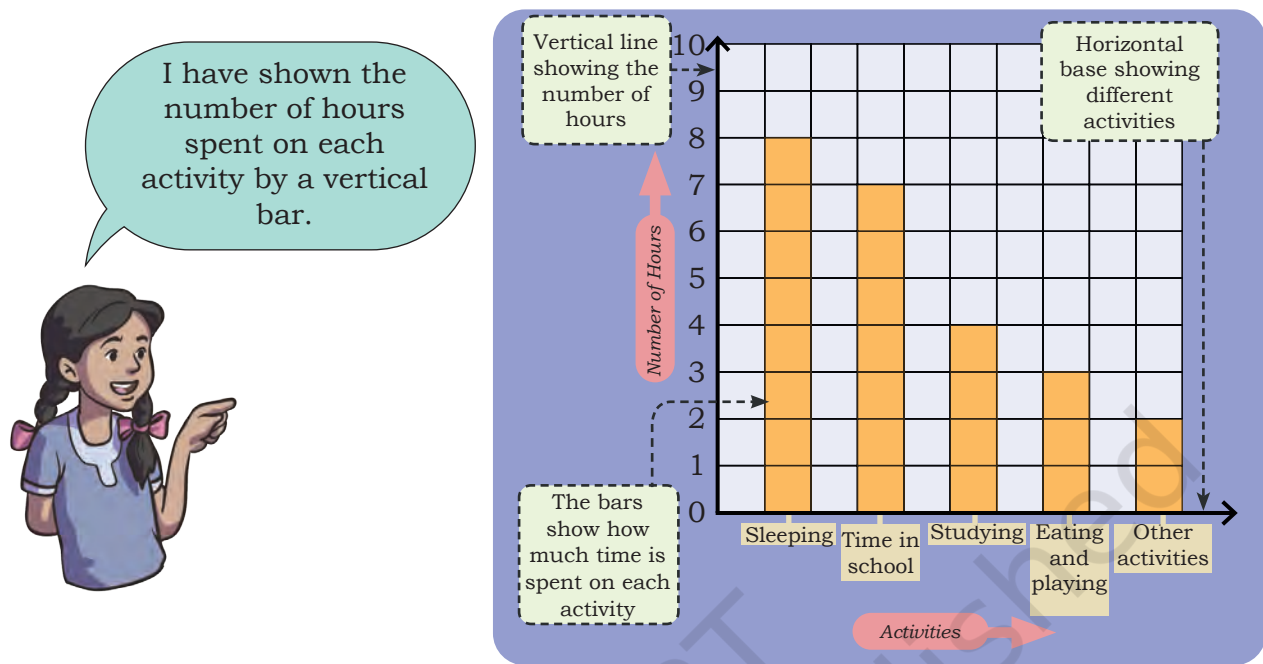 I have shown the
number of hours
spent on each
activity by a vertical
bar.
Vertical line
showing the
number of
hours
Horizontal
base showing
different
activities
10
9
8
7
6
5
4
3
2
1
0
Number of Hours
The bars
show how
much time is
spent on each
activity
Sleeping
Time in
school
Studying
Eating
and
playing
Other
activities
Activities